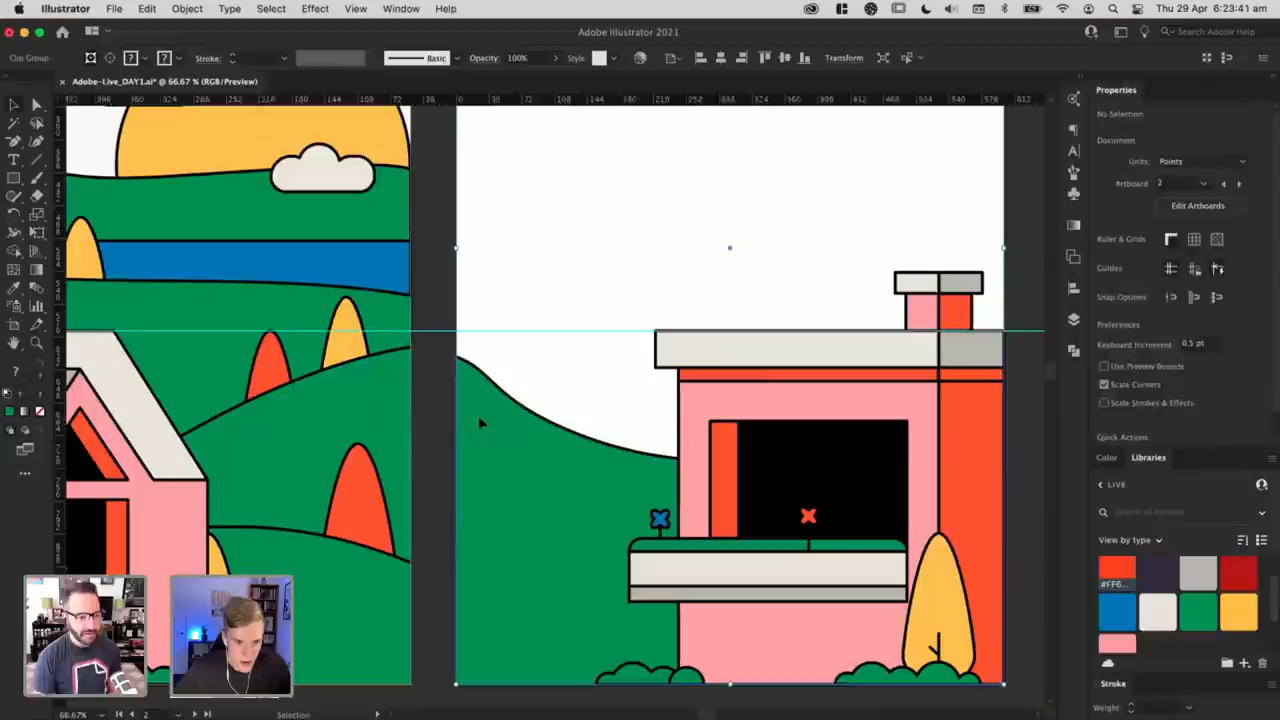 Illustrator File Edit Object Type Select Effect View Window Help
Thu 29 Apr 6:23:41 am
Adobe Illustrator 2021
Search Adobe Help
Clip Group
Stroke:
Basic
Opacity: 100%
Style:
Transform
Adobe-Live_DAY1.ai* @ 66.67 % (RGB/Preview)
Properties
No Selection
Document
Units: Points
Artboard 2
Edit Artboards
Ruler & Grids
Guides
Snap Options
Preferences
Keyboard Increment 0.5 pt
Use Preview Bounds
Scale Corners
Scale Strokes & Effects
Quick Actions
Color Libraries
LIVE
View by type
#FF6...
Stroke
Weight:
66.67% 2 Selection